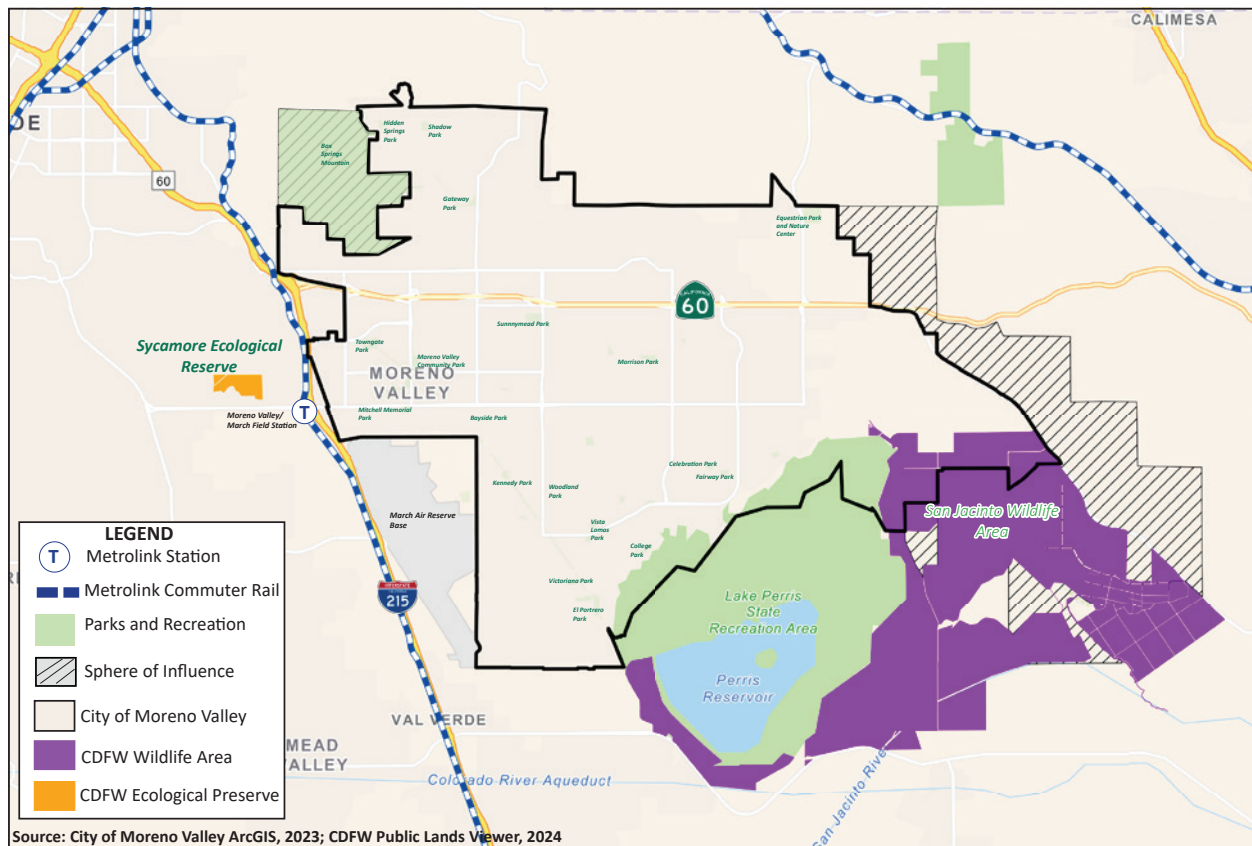 CALIMESA
DE
60
Hidden
Springs
Park
Shadow
Park
Box
Springs
Mountain
Gateway
Park
Equestrian Park
and Nature
Center
CALIFORNIA
60
Sunnnymead Park
Sycamore Ecological
Reserve
Towngate
Park
Moreno Valley
Community Park
Morrison Park
MORENO
VALLEY
T
Moreno Valley/
March Field Station
Mitchell Memorial
Park
Bayside Park
Celebration Park
Fairway Park
Kennedy Park
Woodland
Park
March Air Reserve
Base
San Jacinto Wildlife
Area
Vista
Lomas
Park
College
Park
Victoriana Park
INTERSTATE
215
El Portrero
Park
Lake Perris
State
Recreation Area
Perris
Reservoir
VAL VERDE
MEAD
VALLEY
Colorado River Aqueduct
San Jacinto River
LEGEND
T
Metrolink Station
Metrolink Commuter Rail
Parks and Recreation
Sphere of Influence
City of Moreno Valley
CDFW Wildlife Area
CDFW Ecological Preserve
Source: City of Moreno Valley ArcGIS, 2023; CDFW Public Lands Viewer, 2024